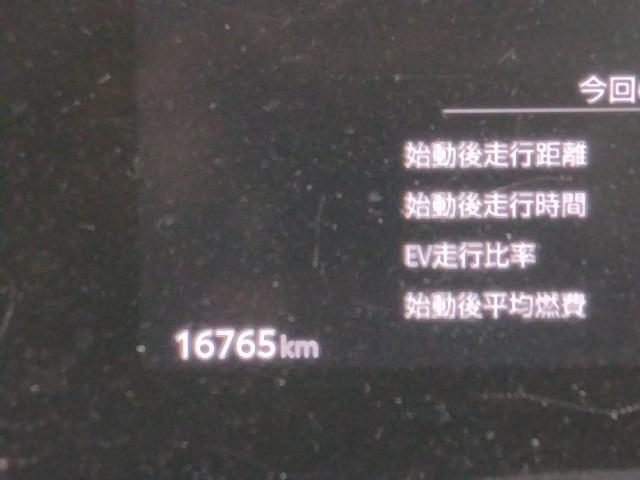 今回の
始動後走行距離
始動後走行時間
EV走行比率
始動後平均燃費
16765km